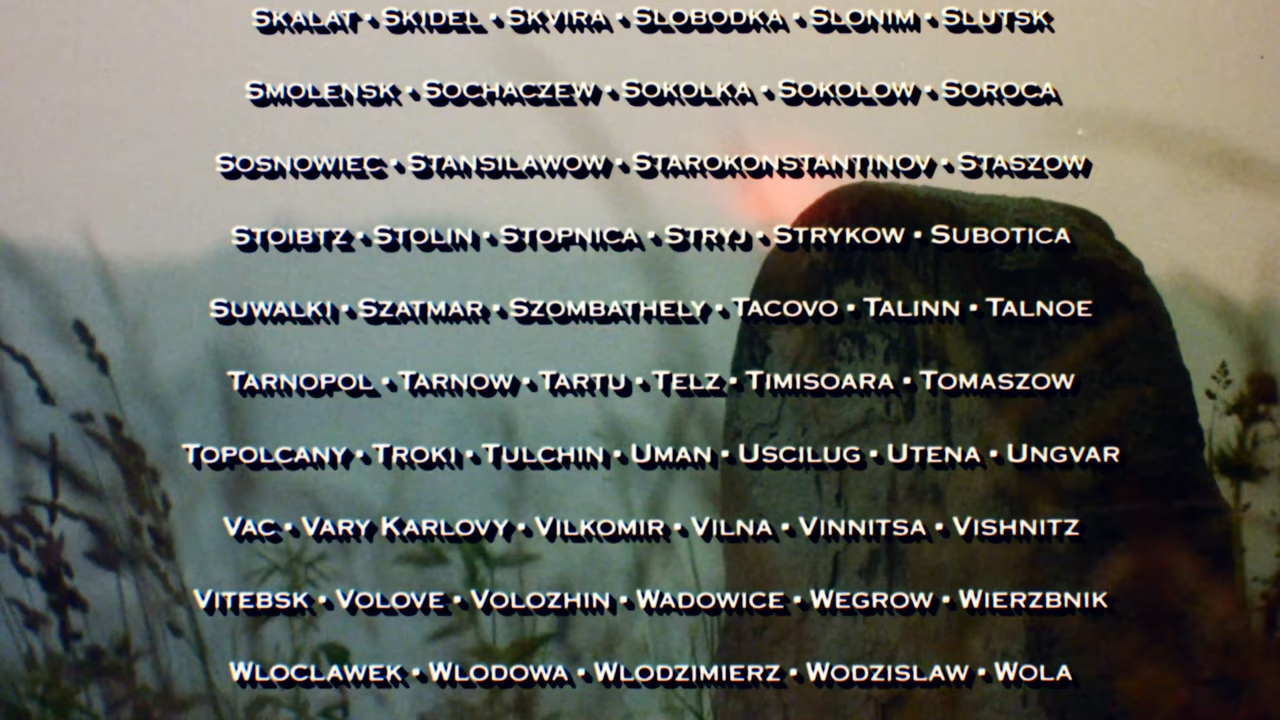 SKALAT · SKIDEL · SKVIRA · SLOBODKA · SLONIM · SLUTSK
SMOLENSK · SOCHACZEW · SOKOLKA · SOKOLOW · SOROCA
SOSNOWIEC · STANSILAWOW · STAROKONSTANTINOV · STASZOW
STOIBTZ · STOLIN · STOPNICA · STRYJ · STRYKOW · SUBOTICA
SUWALKI · SZATMAR · SZOMBATHELY · TACOVO · TALINN · TALNOE
TARNOPOL · TARNOW · TARTU · TELZ · TIMISOARA · TOMASZOW
TOPOLCANY · TROKI · TULCHIN · UMAN · USCILUG · UTENA · UNGVAR
VAC · VARY KARLOVY · VILKOMIR · VILNA · VINNITSA · VISHNITZ
VITEBSK · VOLOVE · VOLOZHIN · WADOWICE · WEGROW · WIERZBNIK
WLOCLAWEK · WLODOWA · WLODZIMIERZ · WODZISLAW · WOLA